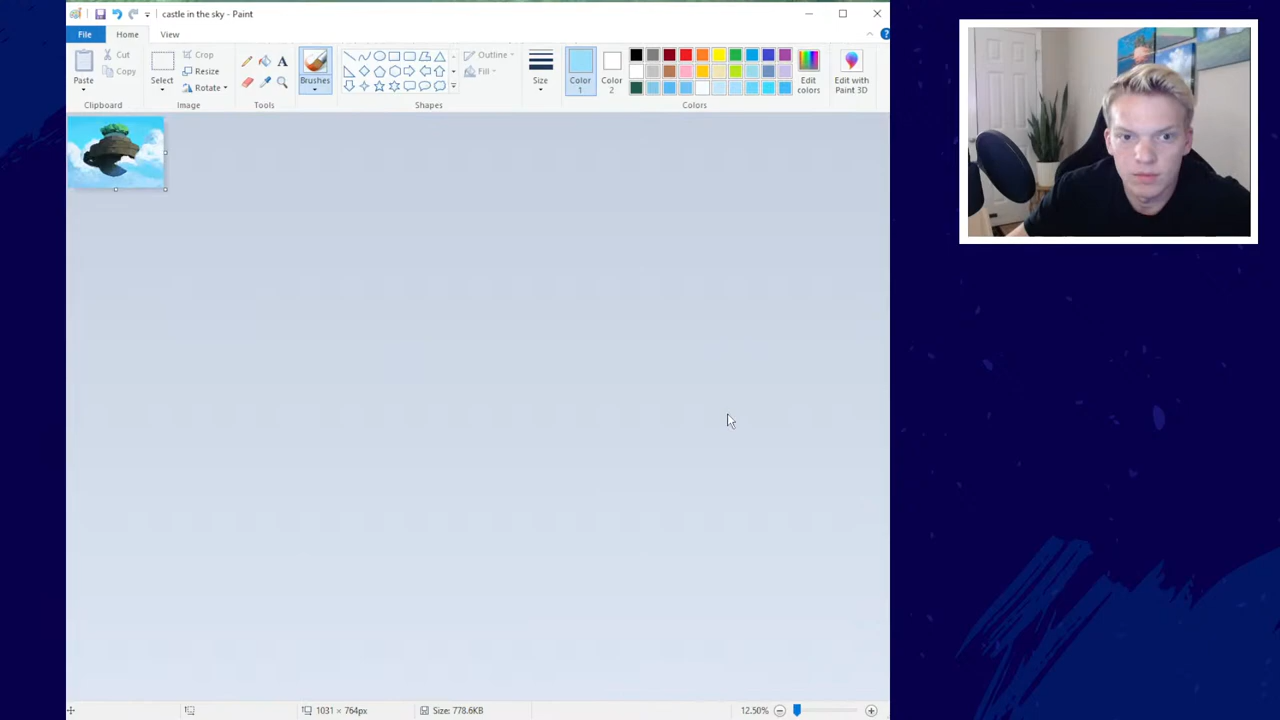 castle in the sky - Paint
File Home View
Paste Cut Copy Clipboard
Select Crop Resize Rotate Image
Tools
Brushes
Shapes Outline Fill
Size
Color 1
Color 2
Colors
Edit colors
Edit with Paint 3D
1031 × 764px Size: 778.6KB 12.50%